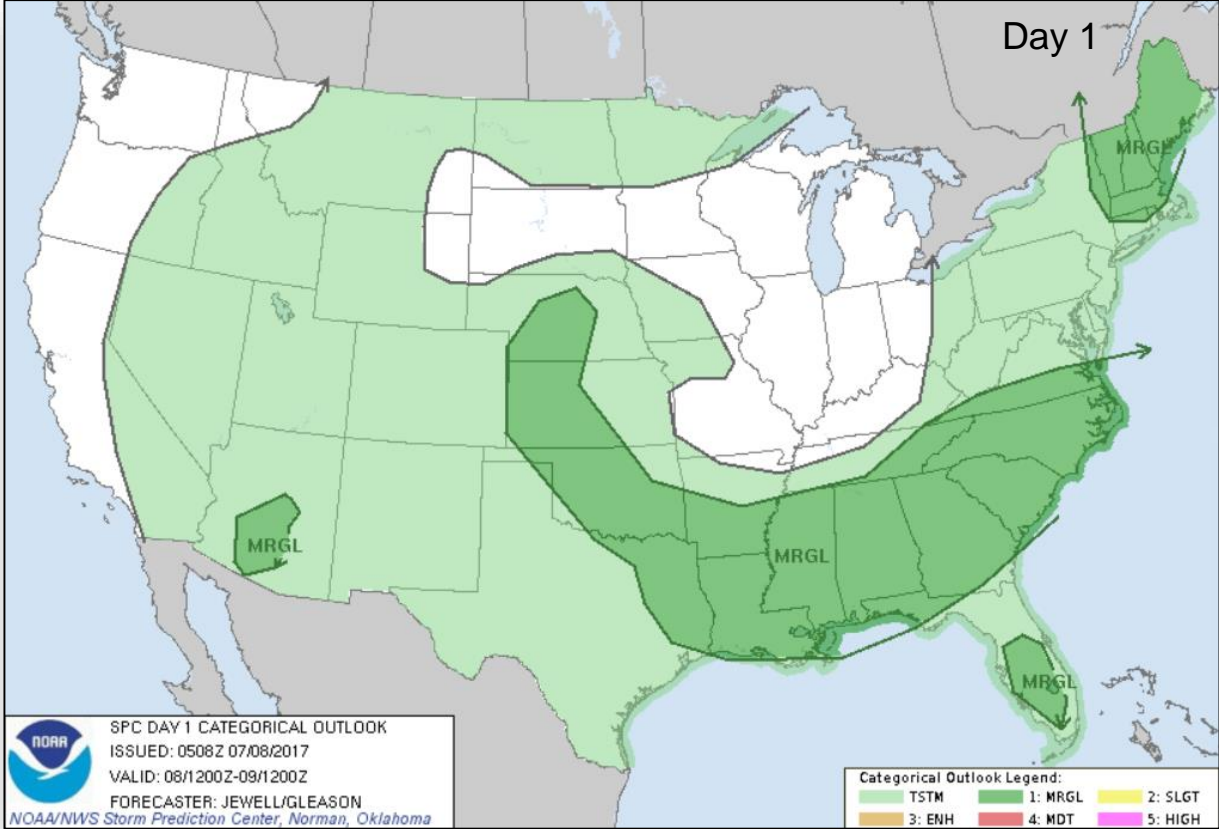 Day 1
MRGL
MRGL
MRGL
MRGL
NOAA
SPC DAY 1 CATEGORICAL OUTLOOK
ISSUED: 0508Z 07/08/2017
VALID: 08/1200Z-09/1200Z
FORECASTER: JEWELL/GLEASON
NOAA/NWS Storm Prediction Center, Norman, Oklahoma
Categorical Outlook Legend:
TSTM 1: MRGL 2: SLGT
3: ENH 4: MDT 5: HIGH